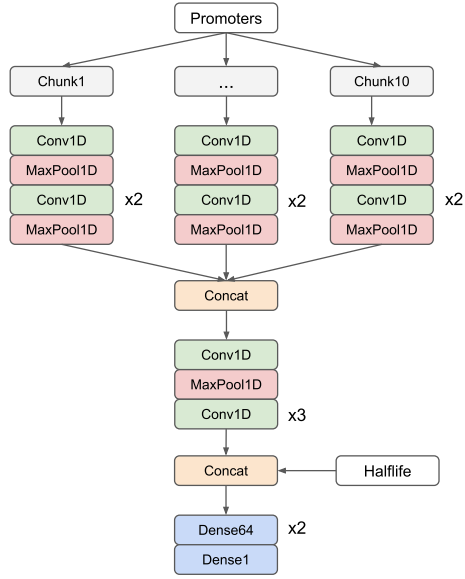 Promoters
Chunk1
...
Chunk10
Conv1D
MaxPool1D
Conv1D
MaxPool1D
x2
Conv1D
MaxPool1D
Conv1D
MaxPool1D
x2
Conv1D
MaxPool1D
Conv1D
MaxPool1D
x2
Concat
Conv1D
MaxPool1D
Conv1D
x3
Concat
Halflife
Dense64
x2
Dense1